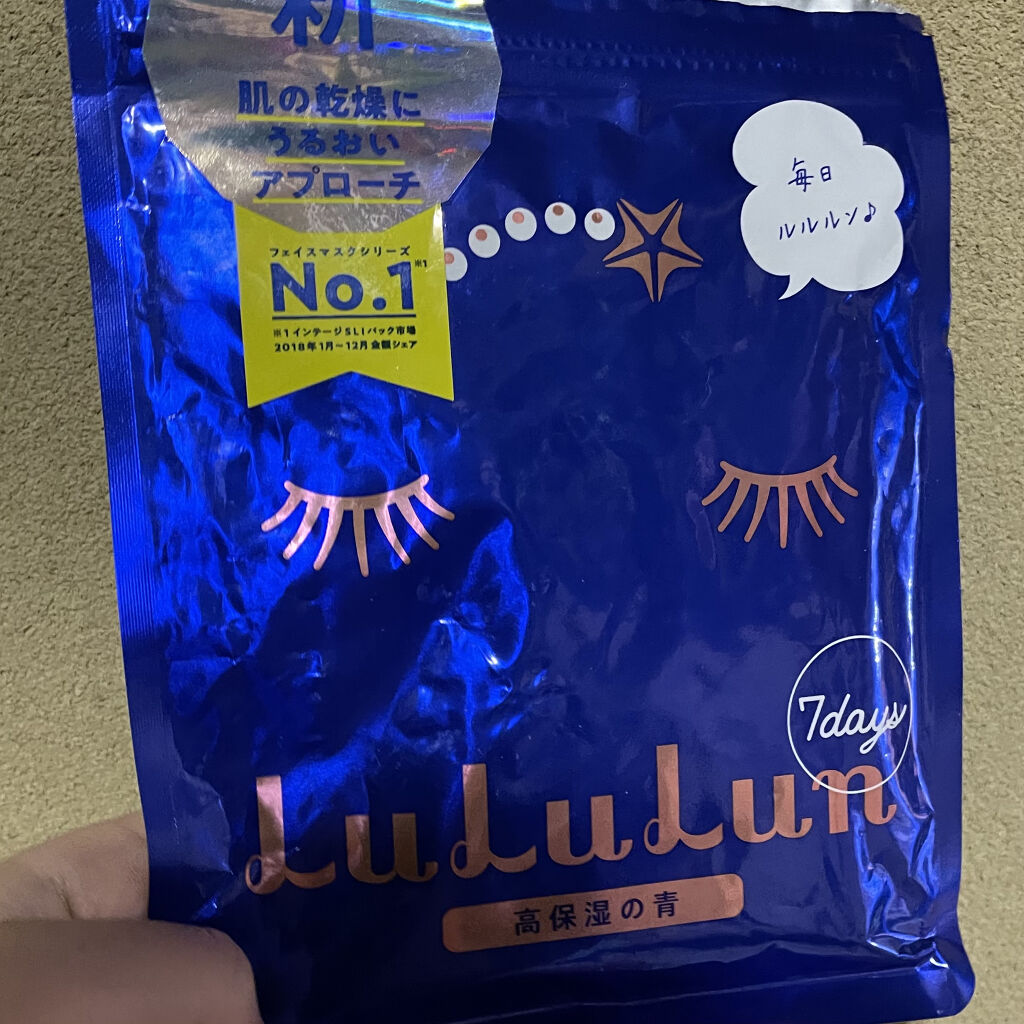 新
肌の乾燥に
うるおい
アプローチ
フェイスマスクシリーズ
No.1※1
※1インテージSLIパック市場
2018年1月〜12月金額シェア
毎日
ルルルン♪
7days
LuLuLun
高保湿の青